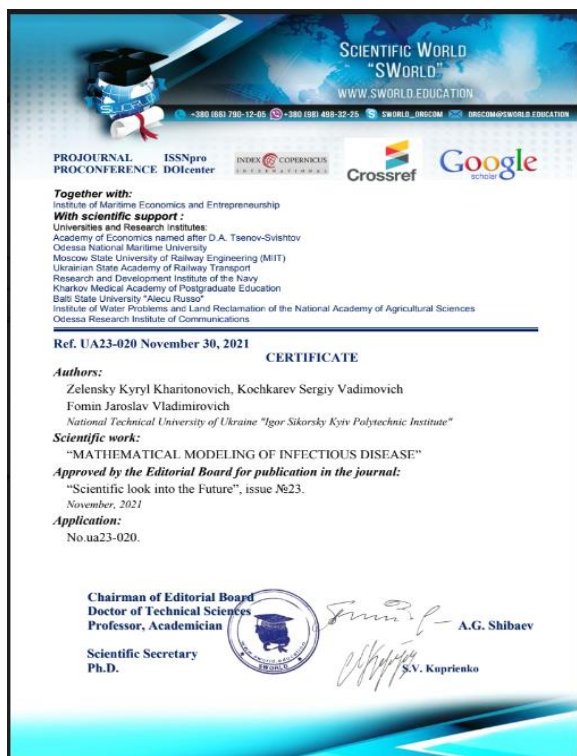 SCIENTIFIC WORLD
"SWORLD"
WWW.SWORLD.EDUCATION
+380 (66) 790-12-05 +380 (98) 498-32-25 SWORLD_ORGCOM ORGCOM@SWORLD.EDUCATION
SWORLD
PROJOURNAL ISSNpro
PROCONFERENCE DOIcenter
INDEX COPERNICUS
INTERNATIONAL
Crossref
Google
scholar
Together with:
Institute of Maritime Economics and Entrepreneurship
With scientific support :
Universities and Research Institutes:
Academy of Economics named after D.A. Tsenov-Svishtov
Odessa National Maritime University
Moscow State University of Railway Engineering (MIIT)
Ukrainian State Academy of Railway Transport
Research and Development Institute of the Navy
Kharkov Medical Academy of Postgraduate Education
Balti State University "Alecu Russo"
Institute of Water Problems and Land Reclamation of the National Academy of Agricultural Sciences
Odessa Research Institute of Communications
Ref. UA23-020 November 30, 2021
CERTIFICATE
Authors:
Zelensky Kyryl Kharitonovich, Kochkarev Sergiy Vadimovich
Fomin Jaroslav Vladimirovich
National Technical University of Ukraine "Igor Sikorsky Kyiv Polytechnic Institute"
Scientific work:
"MATHEMATICAL MODELING OF INFECTIOUS DISEASE"
Approved by the Editorial Board for publication in the journal:
"Scientific look into the Future", issue №23.
November, 2021
Application:
No.ua23-020.
Chairman of Editorial Board
Doctor of Technical Sciences
Professor, Academician
A.G. Shibaev
Scientific Secretary
Ph.D.
S.V. Kuprienko
www.sworld.education
SWORLD